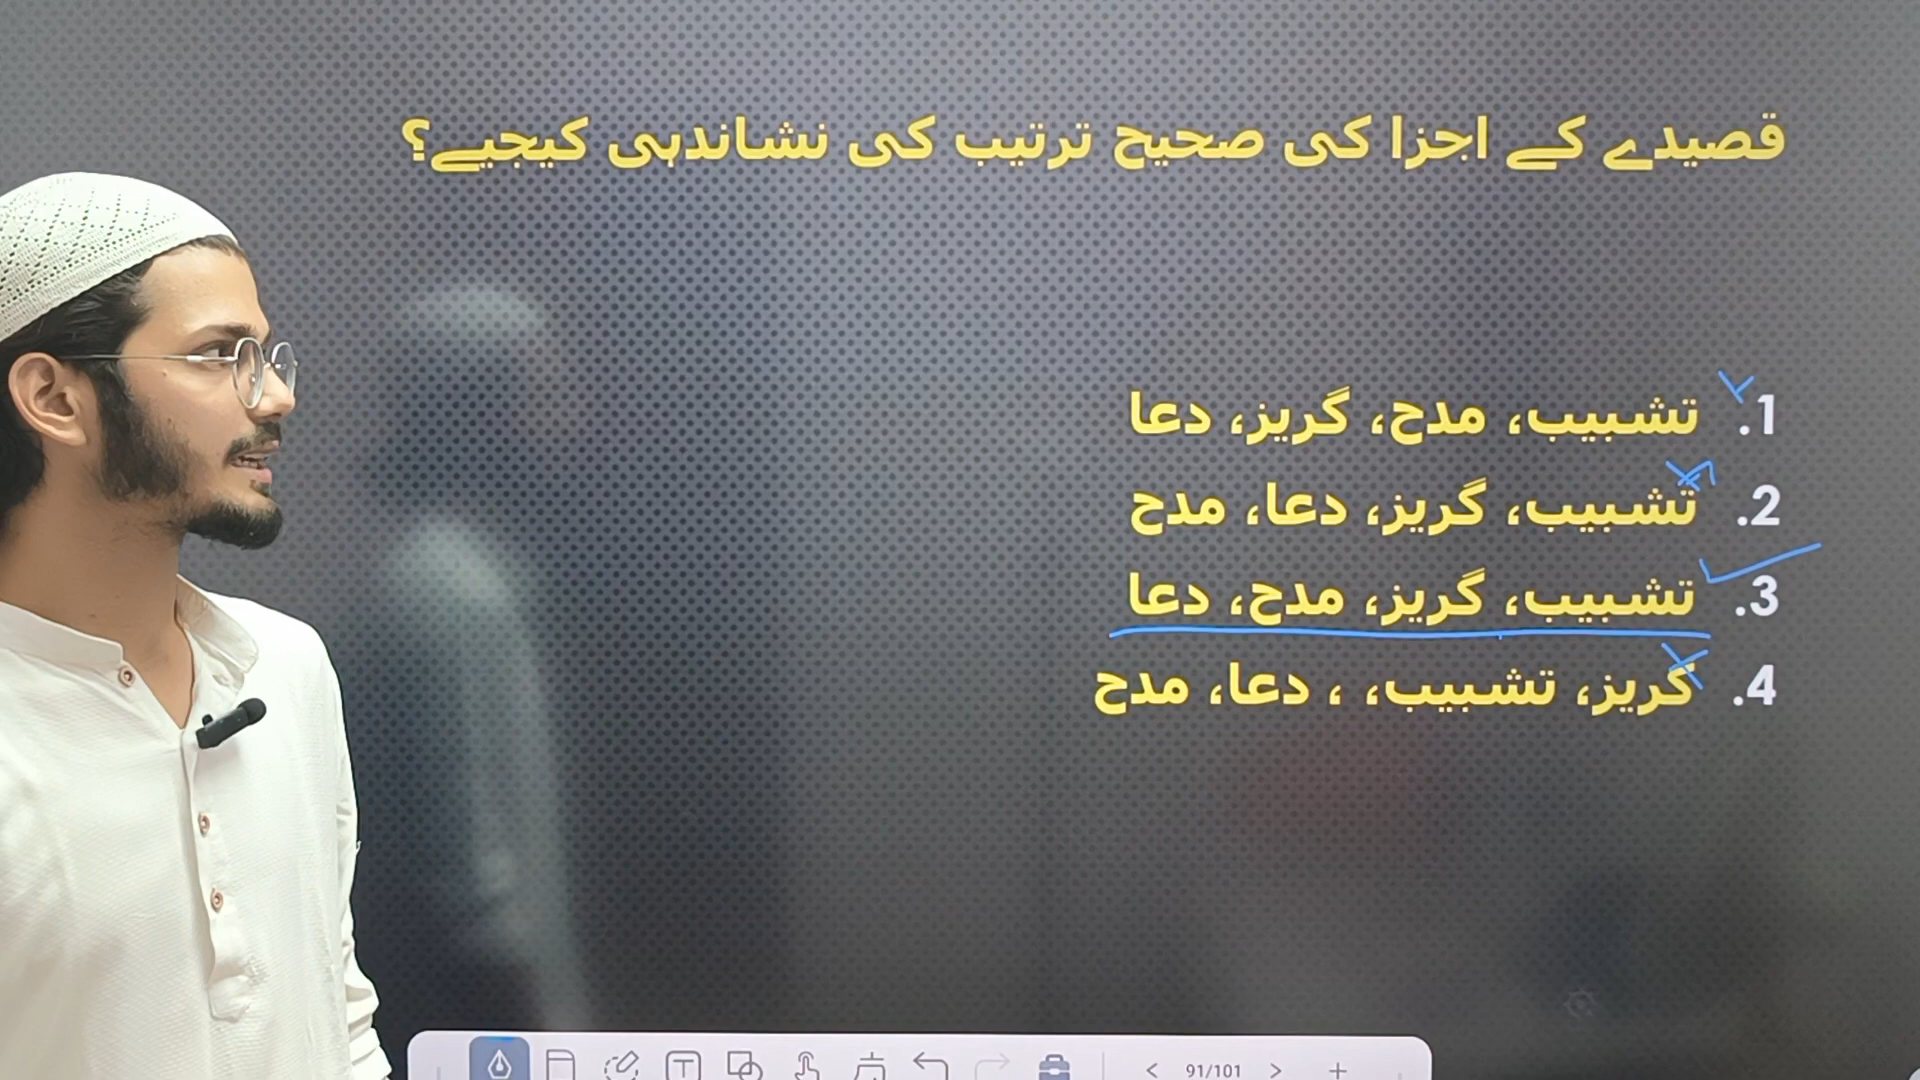 قصیدے کے اجزا کی صحیح ترتیب کی نشاندہی کیجیے؟
1. تشبیب، مدح، گریز، دعا
2. تشبیب، گریز، دعا، مدح
3. تشبیب، گریز، مدح، دعا
4. گریز، تشبیب، ، دعا، مدح
91/101